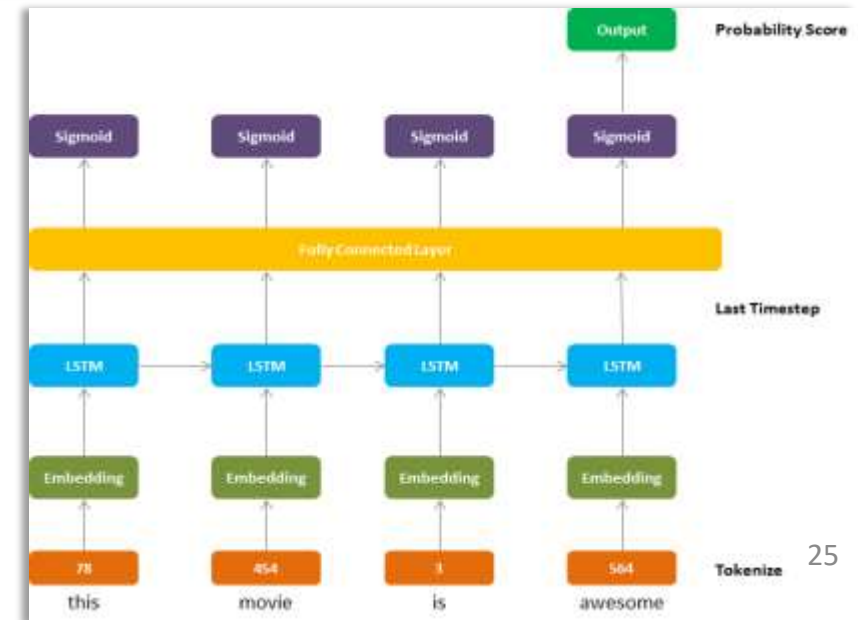 Output Probability Score
Sigmoid Sigmoid Sigmoid Sigmoid
Fully Connected Layer
Last Timestep
LSTM LSTM LSTM LSTM
Embedding Embedding Embedding Embedding
78 454 3 564 Tokenize 25
this movie is awesome